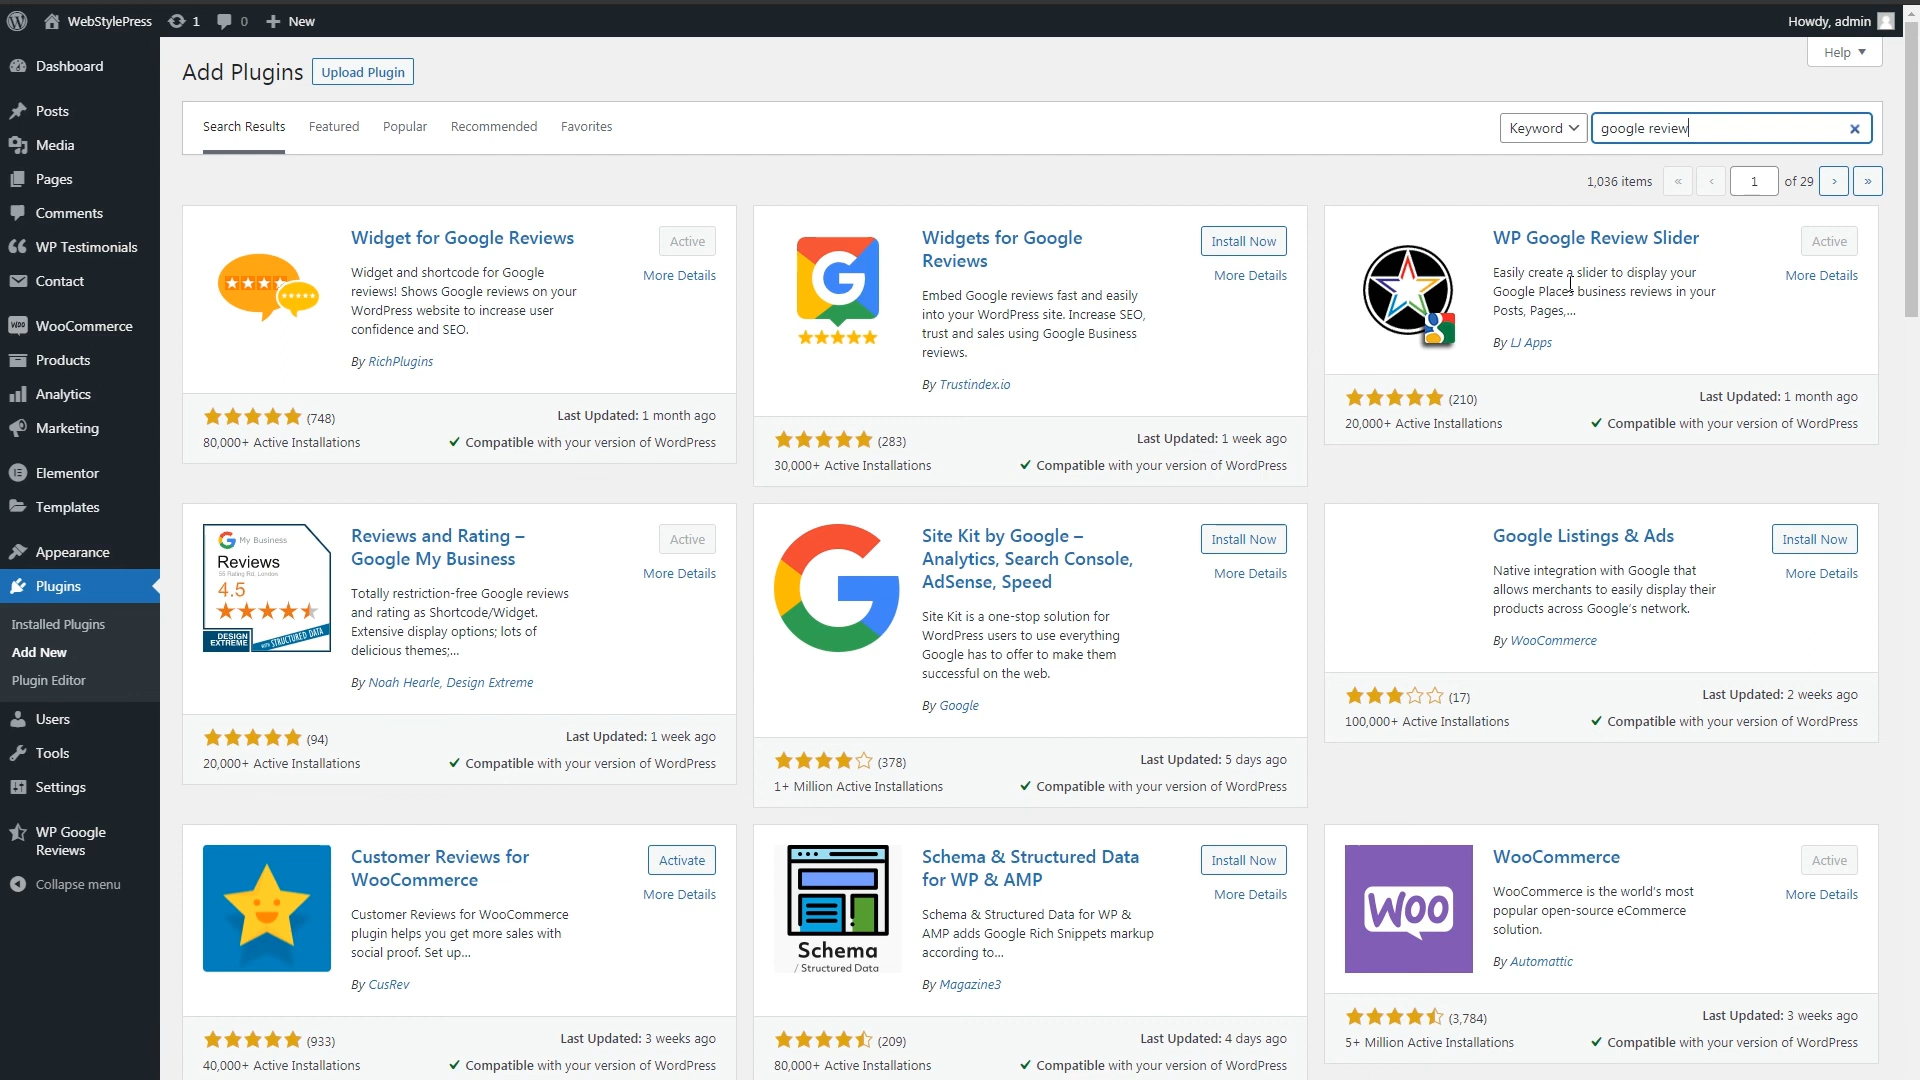 WebStylePress 1 0 New
Howdy, admin
Help
Dashboard
Posts
Media
Pages
Comments
WP Testimonials
Contact
WooCommerce
Products
Analytics
Marketing
Elementor
Templates
Appearance
Plugins
Installed Plugins
Add New
Plugin Editor
Users
Tools
Settings
WP Google
Reviews
Collapse menu
Add Plugins Upload Plugin
Search Results Featured Popular Recommended Favorites
Keyword google review
1,036 items « ‹ 1 of 29 › »
Widget for Google Reviews
Active
More Details
Widget and shortcode for Google
reviews! Shows Google reviews on your
WordPress website to increase user
confidence and SEO.
By RichPlugins
(748)
Last Updated: 1 month ago
80,000+ Active Installations
Compatible with your version of WordPress
Widgets for Google
Reviews
Install Now
More Details
Embed Google reviews fast and easily
into your WordPress site. Increase SEO,
trust and sales using Google Business
reviews.
By Trustindex.io
(283)
Last Updated: 1 week ago
30,000+ Active Installations
Compatible with your version of WordPress
WP Google Review Slider
Active
More Details
Easily create a slider to display your
Google Places business reviews in your
Posts, Pages,...
By LJ Apps
(210)
Last Updated: 1 month ago
20,000+ Active Installations
Compatible with your version of WordPress
G My Business
Reviews
55 Rating Rd, London
4.5
DESIGN
EXTREME
with STRUCTURED DATA
Reviews and Rating –
Google My Business
Active
More Details
Totally restriction-free Google reviews
and rating as Shortcode/Widget.
Extensive display options; lots of
delicious themes;...
By Noah Hearle, Design Extreme
(94)
Last Updated: 1 week ago
20,000+ Active Installations
Compatible with your version of WordPress
Site Kit by Google –
Analytics, Search Console,
AdSense, Speed
Install Now
More Details
Site Kit is a one-stop solution for
WordPress users to use everything
Google has to offer to make them
successful on the web.
By Google
(378)
Last Updated: 5 days ago
1+ Million Active Installations
Compatible with your version of WordPress
Google Listings & Ads
Install Now
More Details
Native integration with Google that
allows merchants to easily display their
products across Google's network.
By WooCommerce
(17)
Last Updated: 2 weeks ago
100,000+ Active Installations
Compatible with your version of WordPress
Customer Reviews for
WooCommerce
Activate
More Details
Customer Reviews for WooCommerce
plugin helps you get more sales with
social proof. Set up...
By CusRev
(933)
Last Updated: 3 weeks ago
40,000+ Active Installations
Compatible with your version of WordPress
Schema
/ Structured Data
Schema & Structured Data
for WP & AMP
Install Now
More Details
Schema & Structured Data for WP &
AMP adds Google Rich Snippets markup
according to...
By Magazine3
(209)
Last Updated: 4 days ago
80,000+ Active Installations
Compatible with your version of WordPress
WOO
WooCommerce
Active
More Details
WooCommerce is the world's most
popular open-source eCommerce
solution.
By Automattic
(3,784)
Last Updated: 3 weeks ago
5+ Million Active Installations
Compatible with your version of WordPress